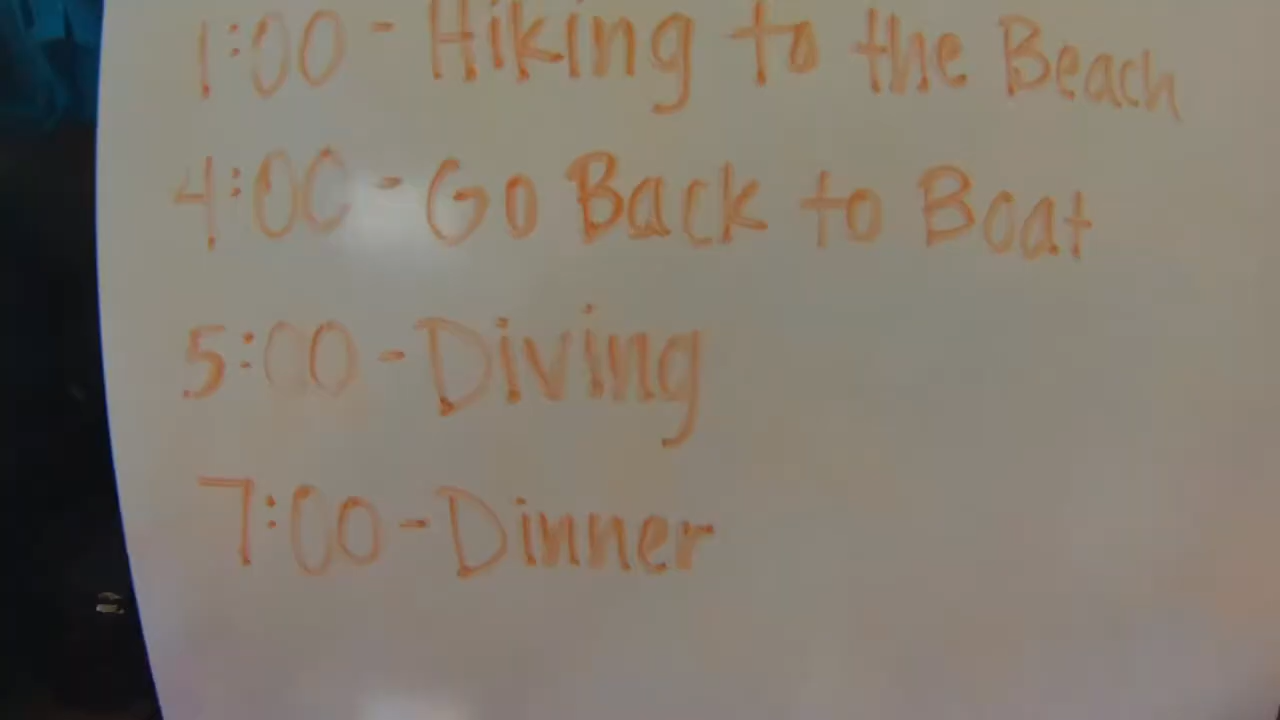 1:00 - Hiking to the Beach
4:00 - Go Back to Boat
5:00 - Diving
7:00 - Dinner